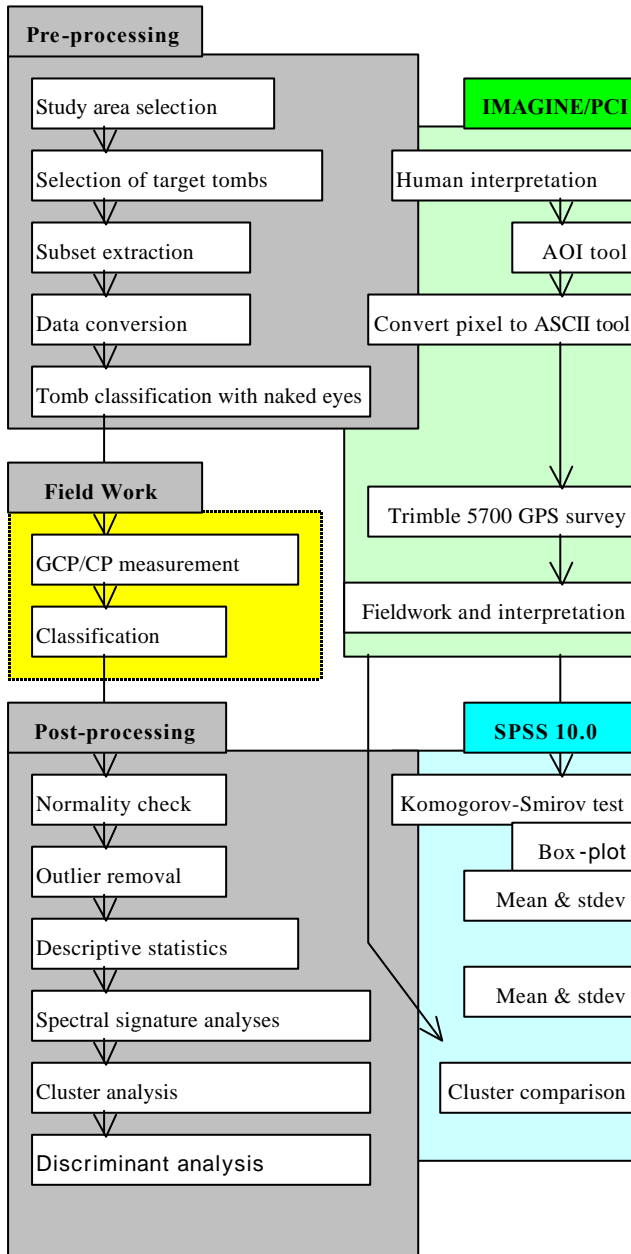 Pre-processing
Study area selection
Selection of target tombs
Subset extraction
Data conversion
Tomb classification with naked eyes
Field Work
GCP/CP measurement
Classification
Post-processing
Normality check
Outlier removal
Descriptive statistics
Spectral signature analyses
Cluster analysis
Discriminant analysis
IMAGINE/PCI
Human interpretation
AOI tool
Convert pixel to ASCII tool
Trimble 5700 GPS survey
Fieldwork and interpretation
SPSS 10.0
Komogorov-Smirov test
Box-plot
Mean & stdev
Mean & stdev
Cluster comparison